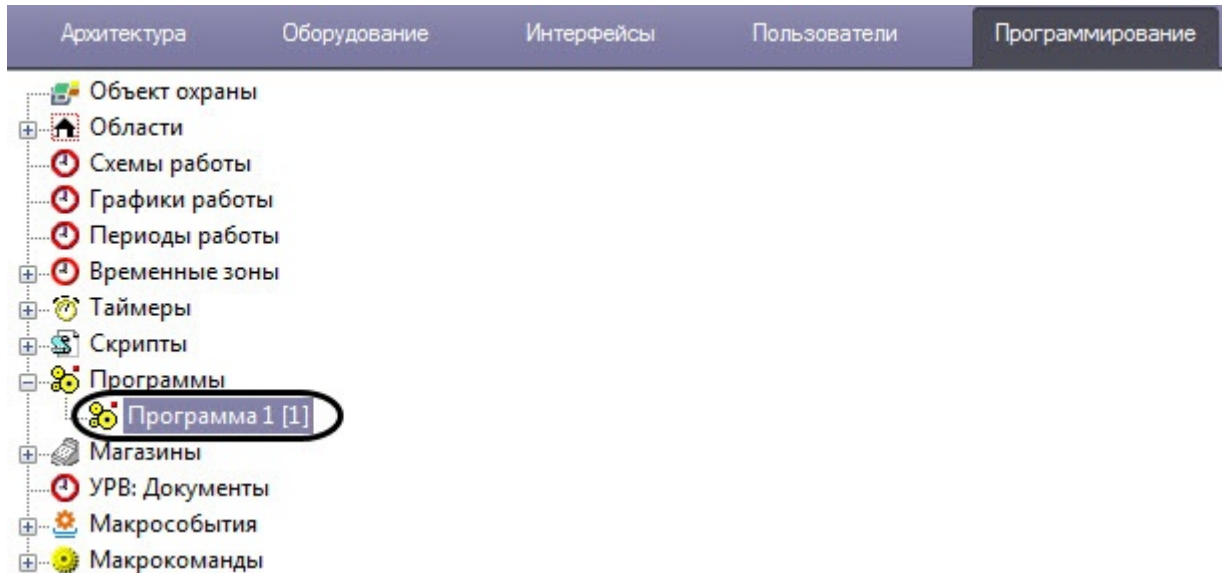 Архитектура Оборудование Интерфейсы Пользователи Программирование
Объект охраны
Области
Схемы работы
Графики работы
Периоды работы
Временные зоны
Таймеры
Скрипты
Программы
Программа 1 [1]
Магазины
УРВ: Документы
Макрособытия
Макрокоманды